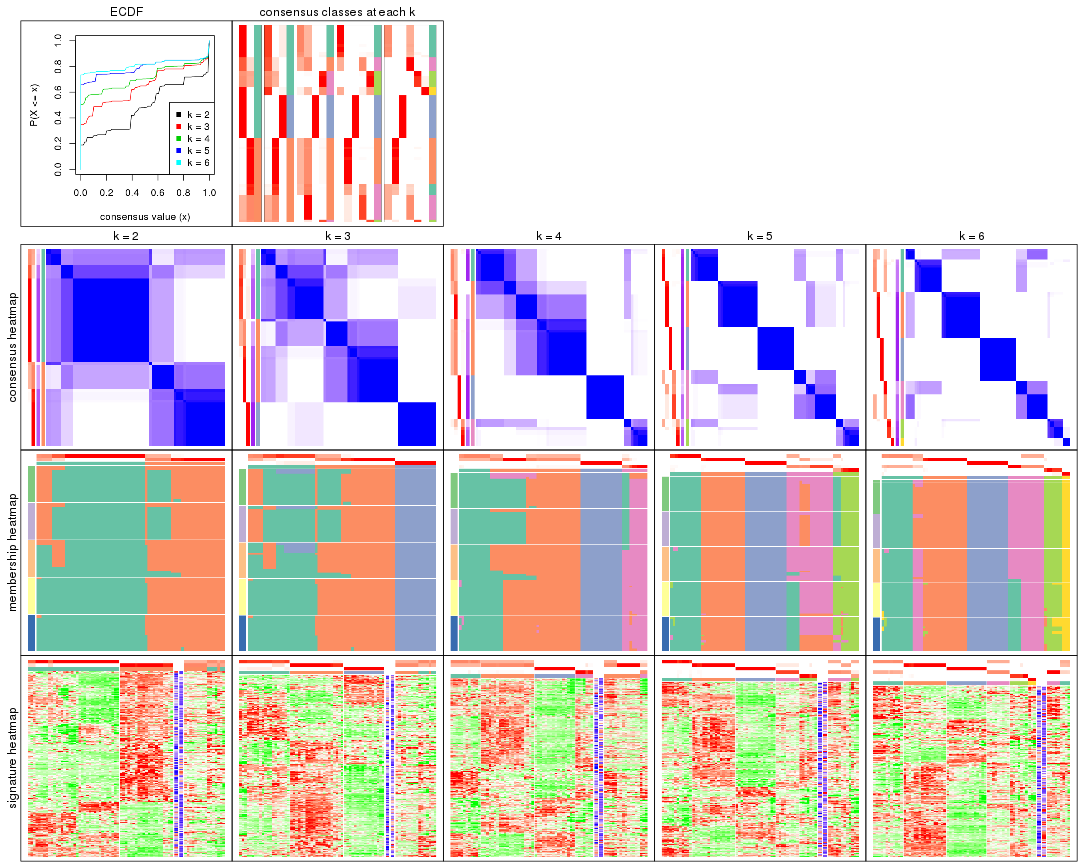 ECDF
consensus classes at each k
P(X <= x)
0.0 0.2 0.4 0.6 0.8 1.0
k = 2
k = 3
k = 4
k = 5
k = 6
0.0 0.2 0.4 0.6 0.8 1.0
consensus value (x)
k = 2
k = 3
k = 4
k = 5
k = 6
consensus heatmap
membership heatmap
signature heatmap